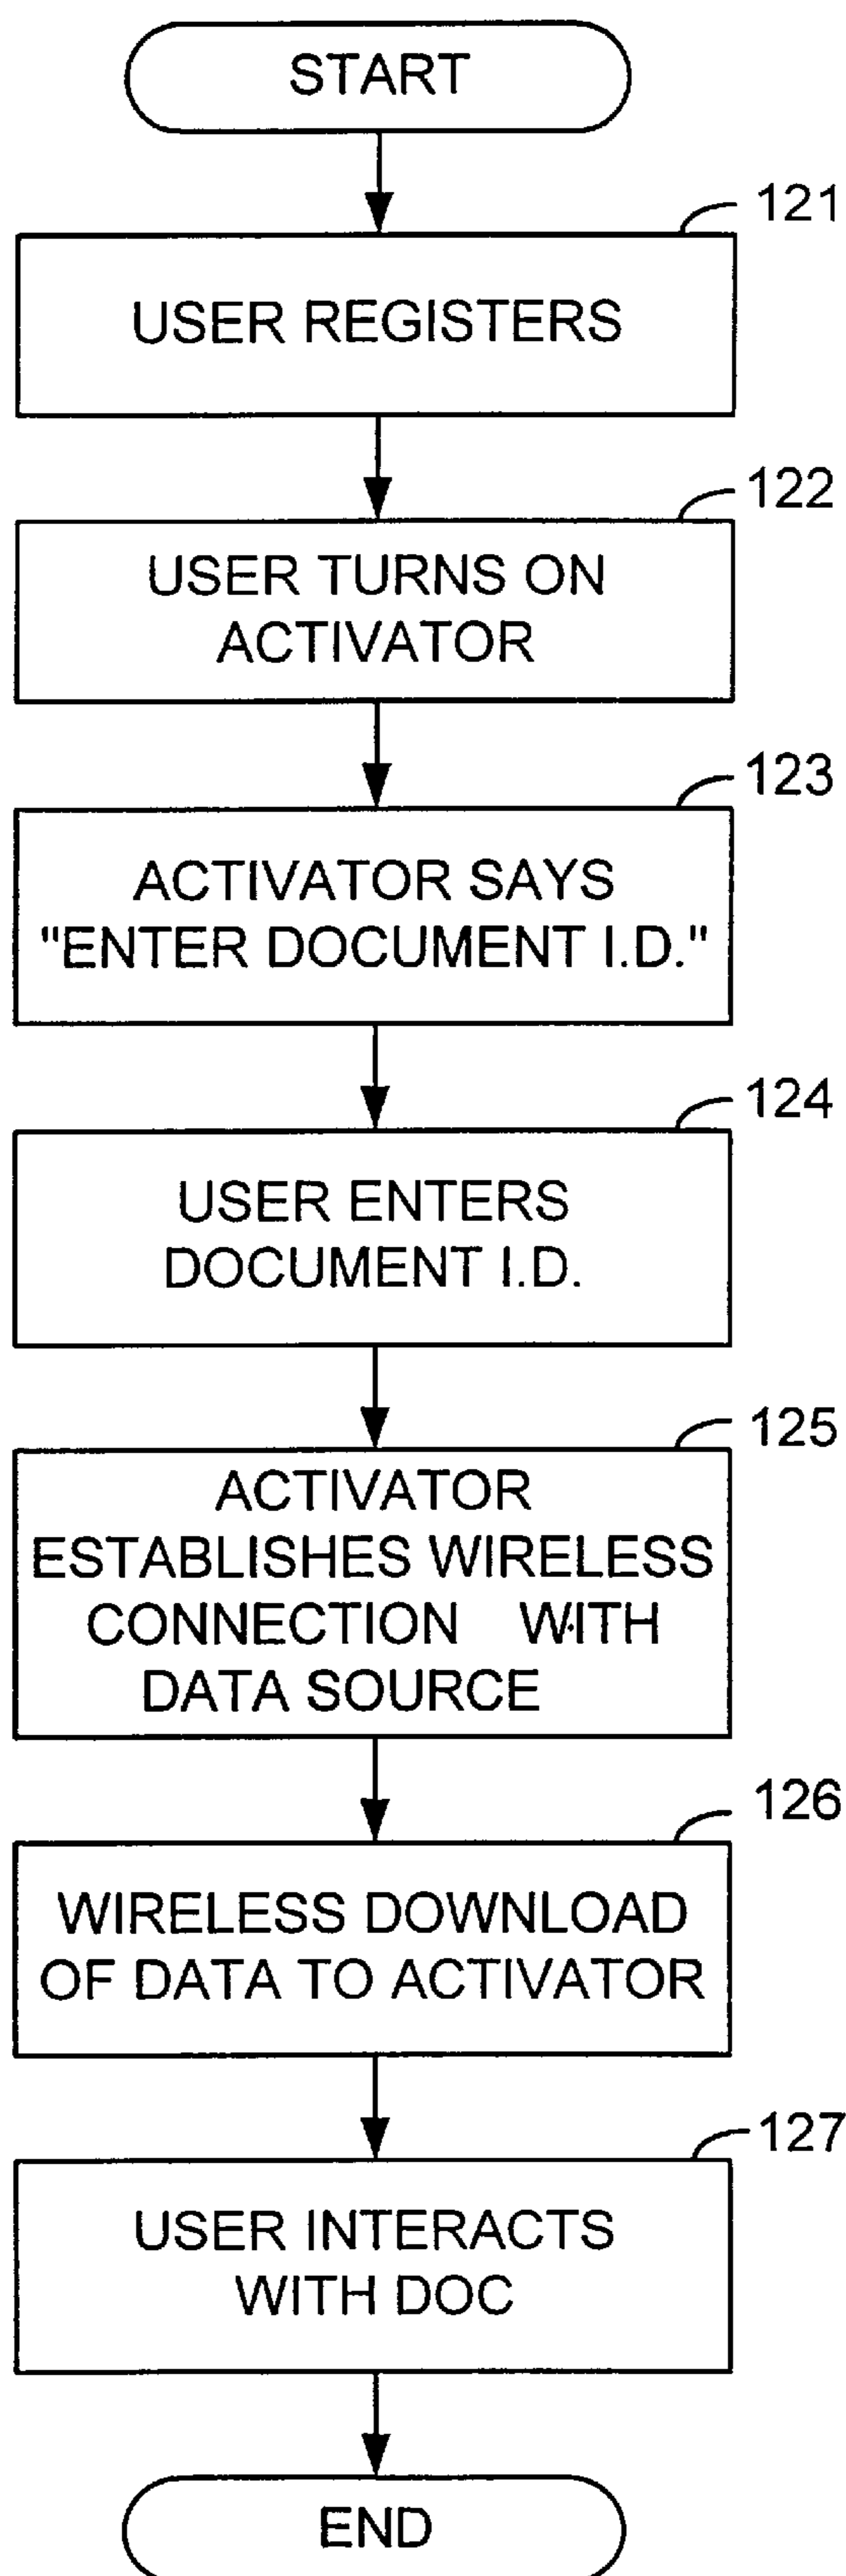 START
121
USER REGISTERS
122
USER TURNS ON
ACTIVATOR
123
ACTIVATOR SAYS
"ENTER DOCUMENT I.D."
124
USER ENTERS
DOCUMENT I.D.
125
ACTIVATOR
ESTABLISHES WIRELESS
CONNECTION WITH
DATA SOURCE
126
WIRELESS DOWNLOAD
OF DATA TO ACTIVATOR
127
USER INTERACTS
WITH DOC
END